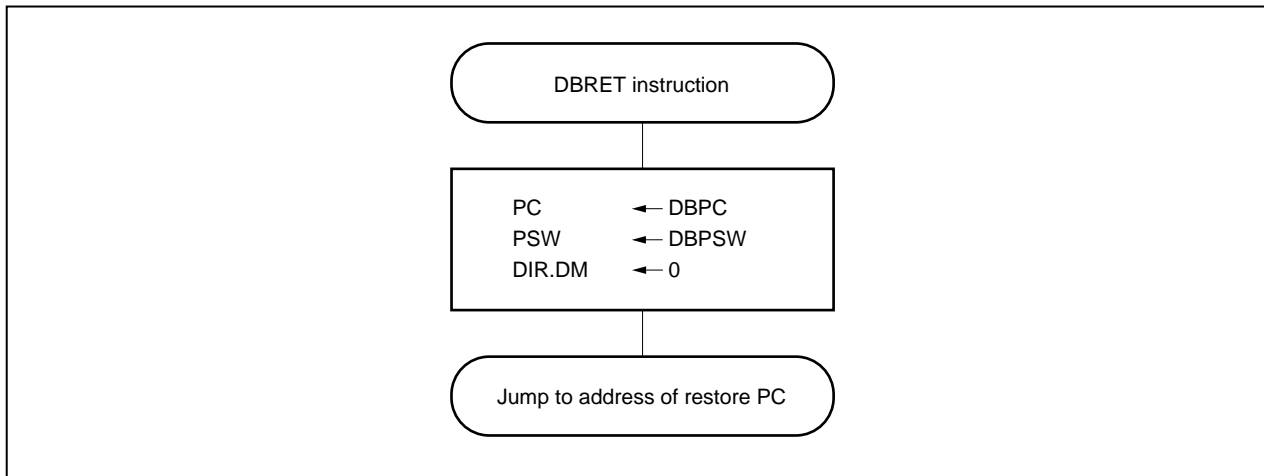 DBRET instruction
PC ← DBPC
PSW ← DBPSW
DIR.DM ← 0
Jump to address of restore PC